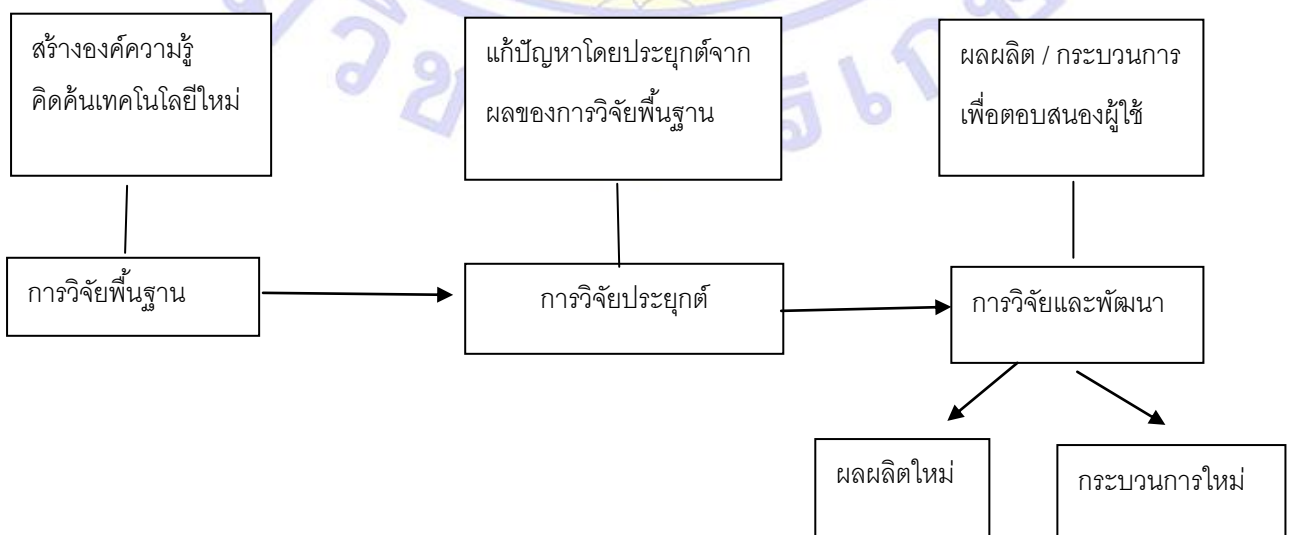 สร้างองค์ความรู้
คิดค้นเทคโนโลยีใหม่
แก้ปัญหาโดยประยุกต์จาก
ผลของการวิจัยพื้นฐาน
ผลผลิต / กระบวนการ
เพื่อตอบสนองผู้ใช้
การวิจัยพื้นฐาน
การวิจัยประยุกต์
การวิจัยและพัฒนา
ผลผลิตใหม่
กระบวนการใหม่